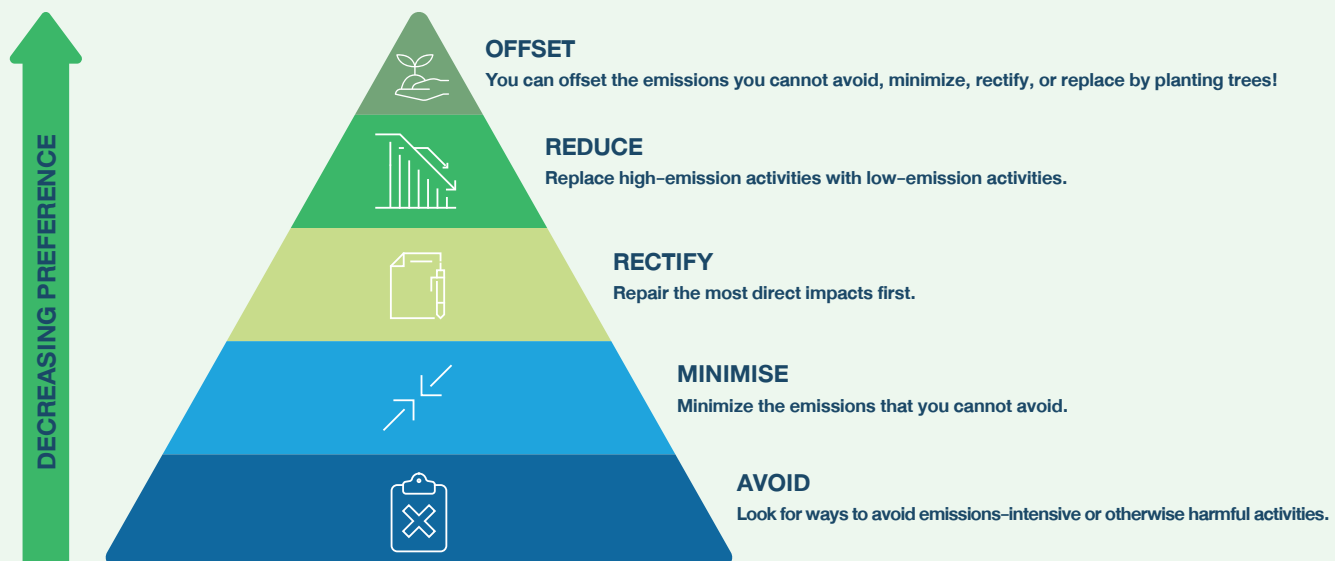 DECREASING PREFERENCE
OFFSET
You can offset the emissions you cannot avoid, minimize, rectify, or replace by planting trees!
REDUCE
Replace high-emission activities with low-emission activities.
RECTIFY
Repair the most direct impacts first.
MINIMISE
Minimize the emissions that you cannot avoid.
AVOID
Look for ways to avoid emissions-intensive or otherwise harmful activities.